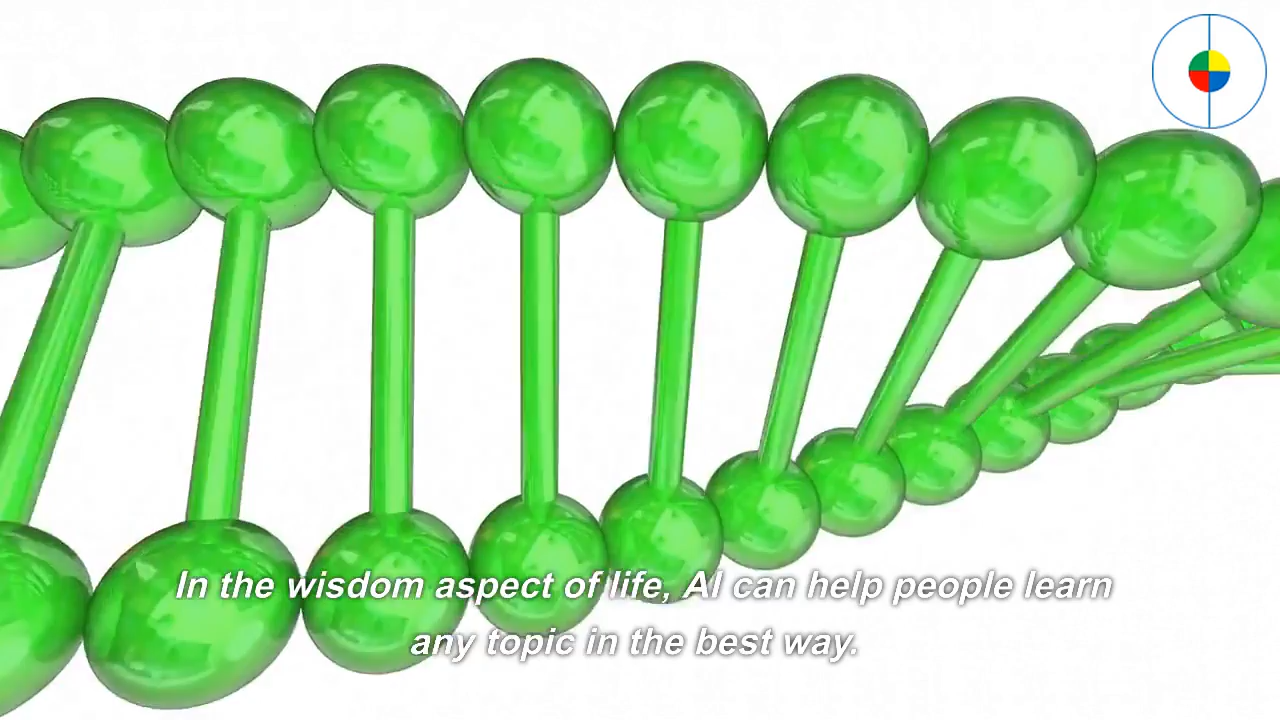 In the wisdom aspect of life, AI can help people learn
any topic in the best way.